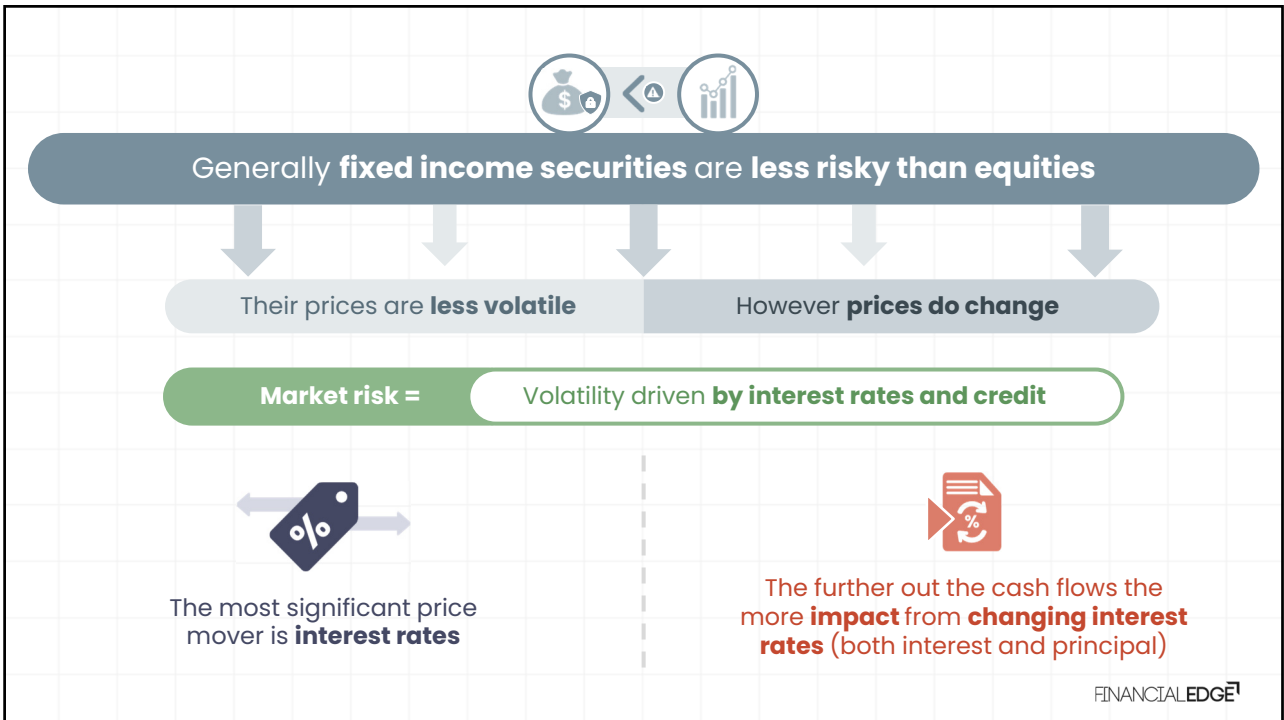 $
Generally fixed income securities are less risky than equities
Their prices are less volatile
However prices do change
Market risk =
Volatility driven by interest rates and credit
%
The most significant price
mover is interest rates
%
The further out the cash flows the
more impact from changing interest
rates (both interest and principal)
FINANCIALEDGE